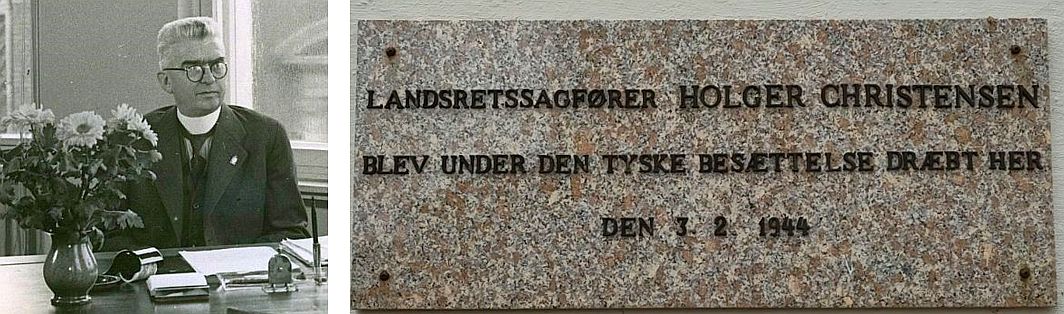 LANDSRETSSAGFØRER HOLGER CHRISTENSEN
BLEV UNDER DEN TYSKE BESÆTTELSE DRÆBT HER
DEN 3. 2. 1944